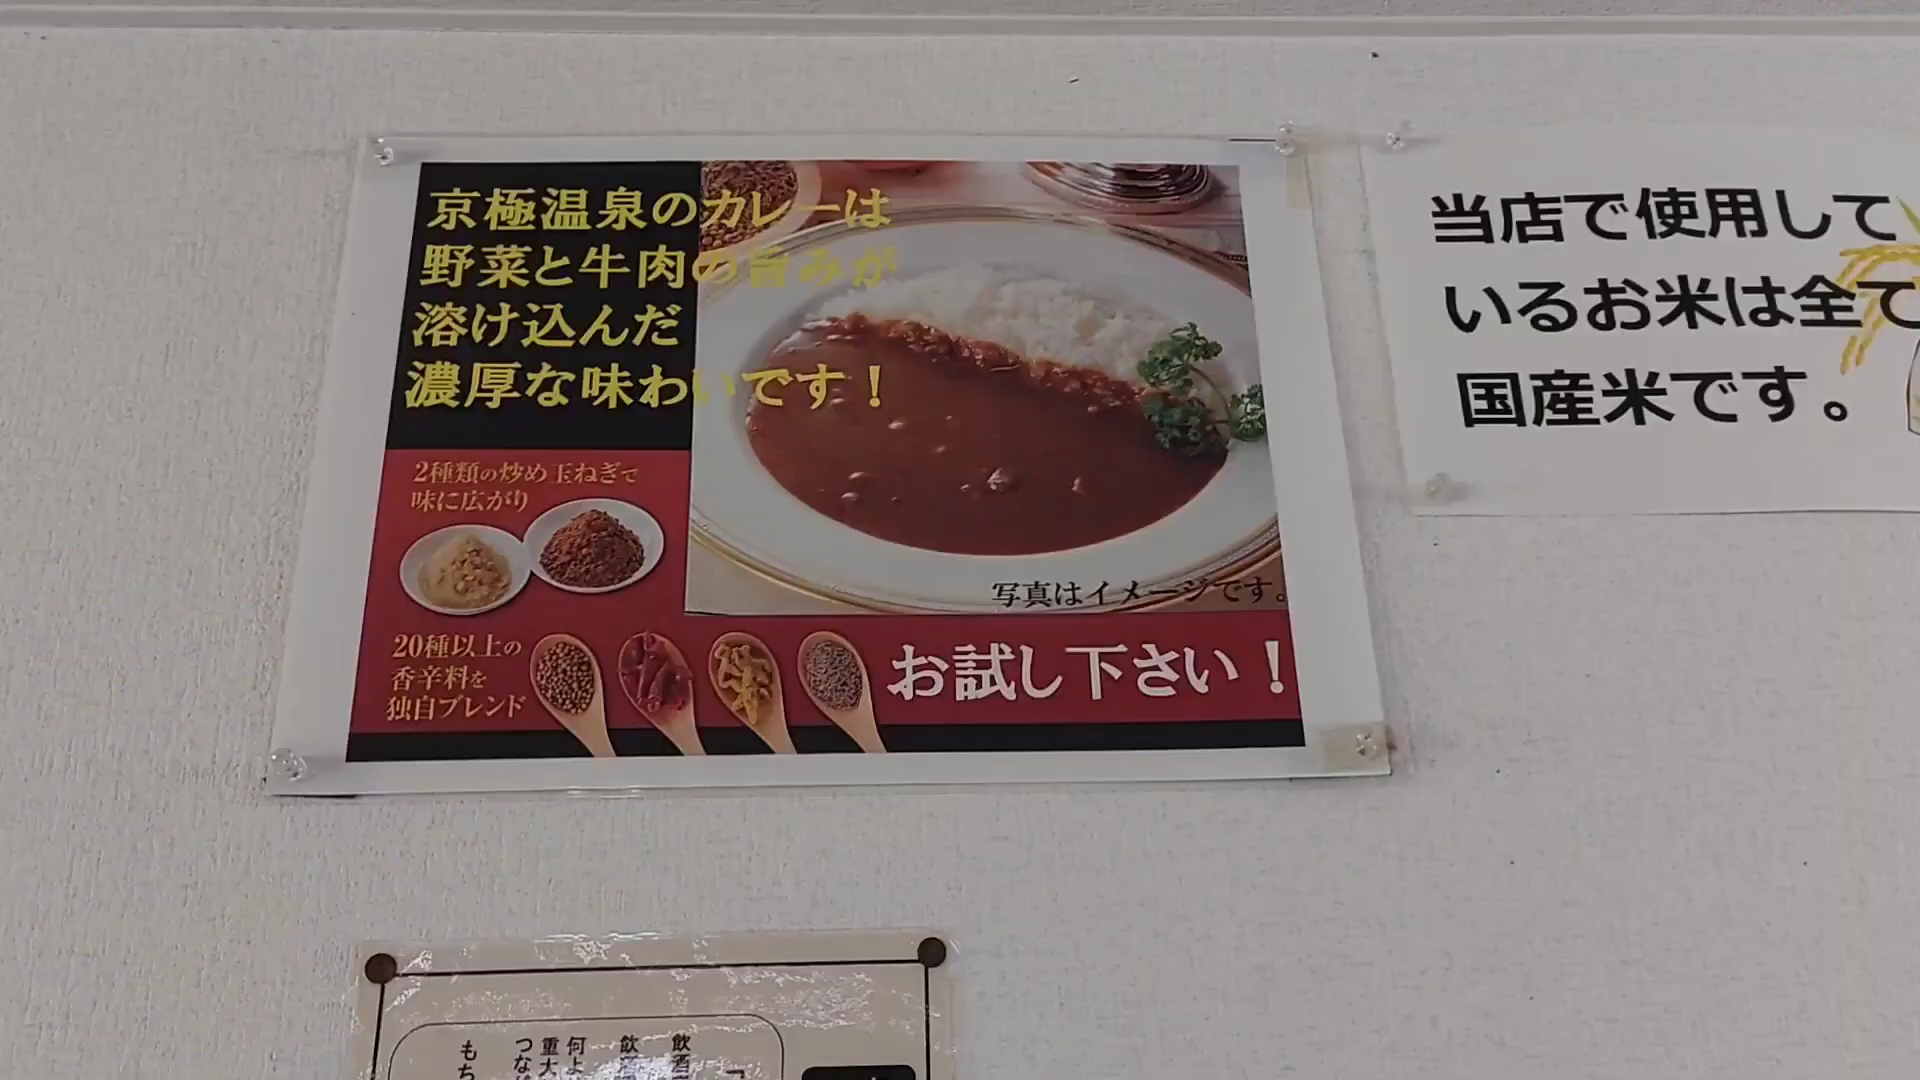 京極温泉のカレーは
野菜と牛肉の旨みが
溶け込んだ
濃厚な味わいです！
2種類の炒め玉ねぎで
味に広がり
写真はイメージです。
20種以上の
香辛料を
独自ブレンド
お試し下さい！
当店で使用して
いるお米は全て
国産米です。
飲酒
何よ
重大
つな
もち